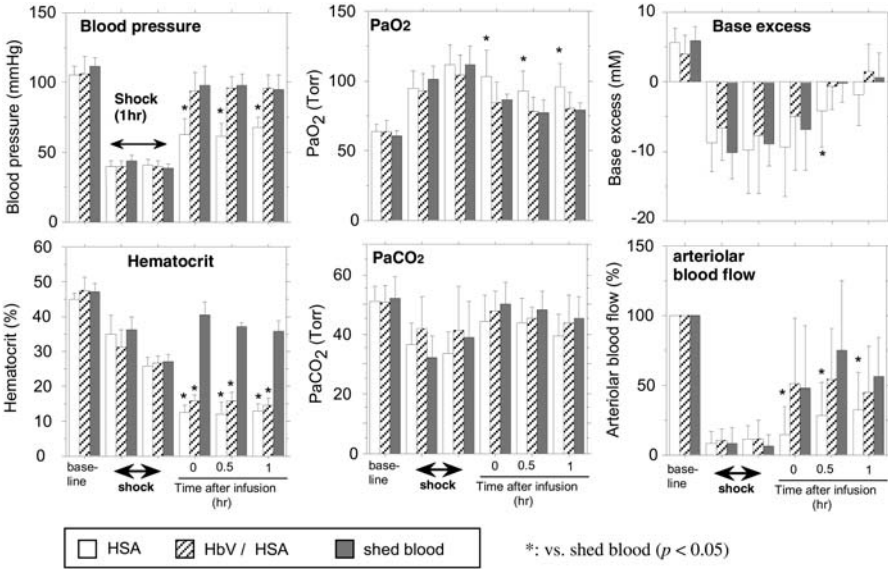 Blood pressure
Blood pressure (mmHg)
150
100
50
0
Shock
(1hr)
* * *
PaO2
PaO2 (Torr)
150
100
50
0
* * *
Base excess
Base excess (mM)
10
0
-10
-20
*
Hematocrit
Hematocrit (%)
60
50
40
30
20
10
0
* * * * * *
base-
line
shock
0 0.5 1
Time after infusion
(hr)
PaCO2
PaCO2 (Torr)
60
40
20
0
base-
line
shock
0 0.5 1
Time after infusion
(hr)
arteriolar
blood flow
Arteriolar blood flow (%)
150
100
50
0
* * *
base-
line
shock
0 0.5 1
Time after infusion
(hr)
HSA HbV / HSA shed blood
*: vs. shed blood (p < 0.05)